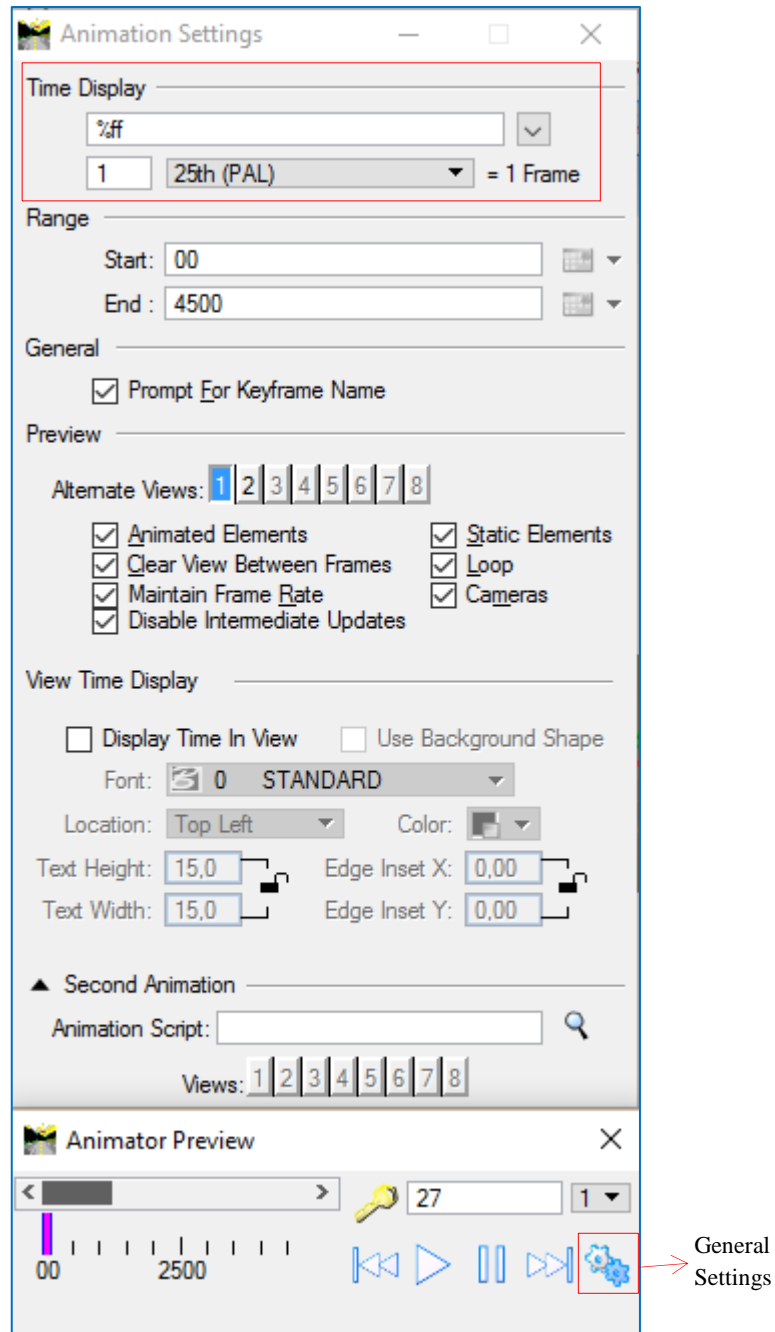 Animation Settings
Time Display
%ff
1 25th (PAL) = 1 Frame
Range
Start: 00
End : 4500
General
Prompt For Keyframe Name
Preview
Alternate Views: 1 2 3 4 5 6 7 8
Animated Elements Static Elements
Clear View Between Frames Loop
Maintain Frame Rate Cameras
Disable Intermediate Updates
View Time Display
Display Time In View Use Background Shape
Font: 0 STANDARD
Location: Top Left Color:
Text Height: 15,0 Edge Inset X: 0,00
Text Width: 15,0 Edge Inset Y: 0,00
Second Animation
Animation Script:
Views: 1 2 3 4 5 6 7 8
Animator Preview
27 1
00 2500
General
Settings